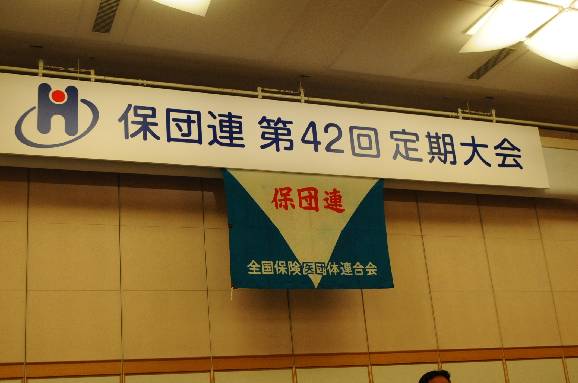 保団連 第42回 定期大会
保団連
全国保険医団体連合会